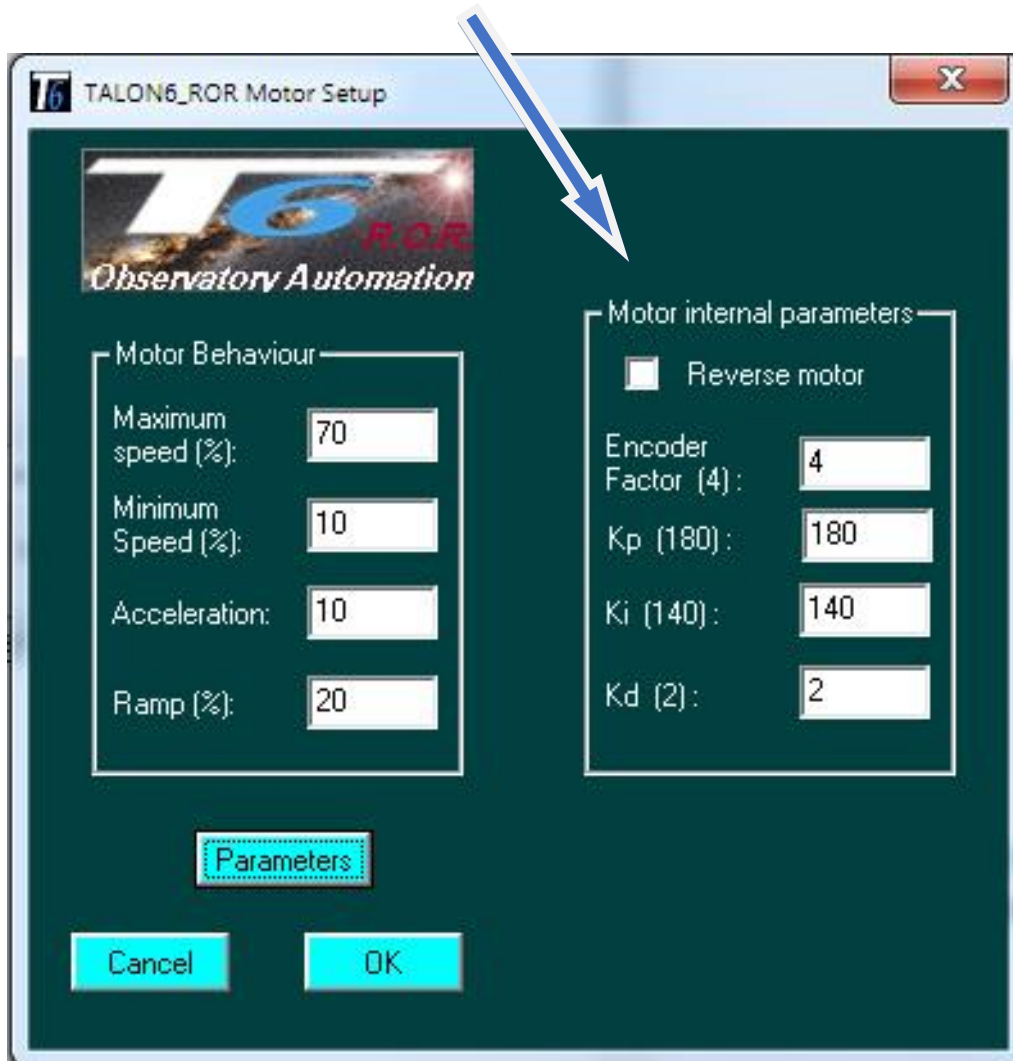 T6 TALON6_ROR Motor Setup
X
T6
R.O.R.
Observatory Automation
Motor Behaviour
Maximum
speed (%): 70
Minimum
Speed (%): 10
Acceleration: 10
Ramp (%): 20
Motor internal parameters
Reverse motor
Encoder
Factor (4) : 4
Kp (180) : 180
Ki (140) : 140
Kd (2) : 2
Parameters
Cancel OK